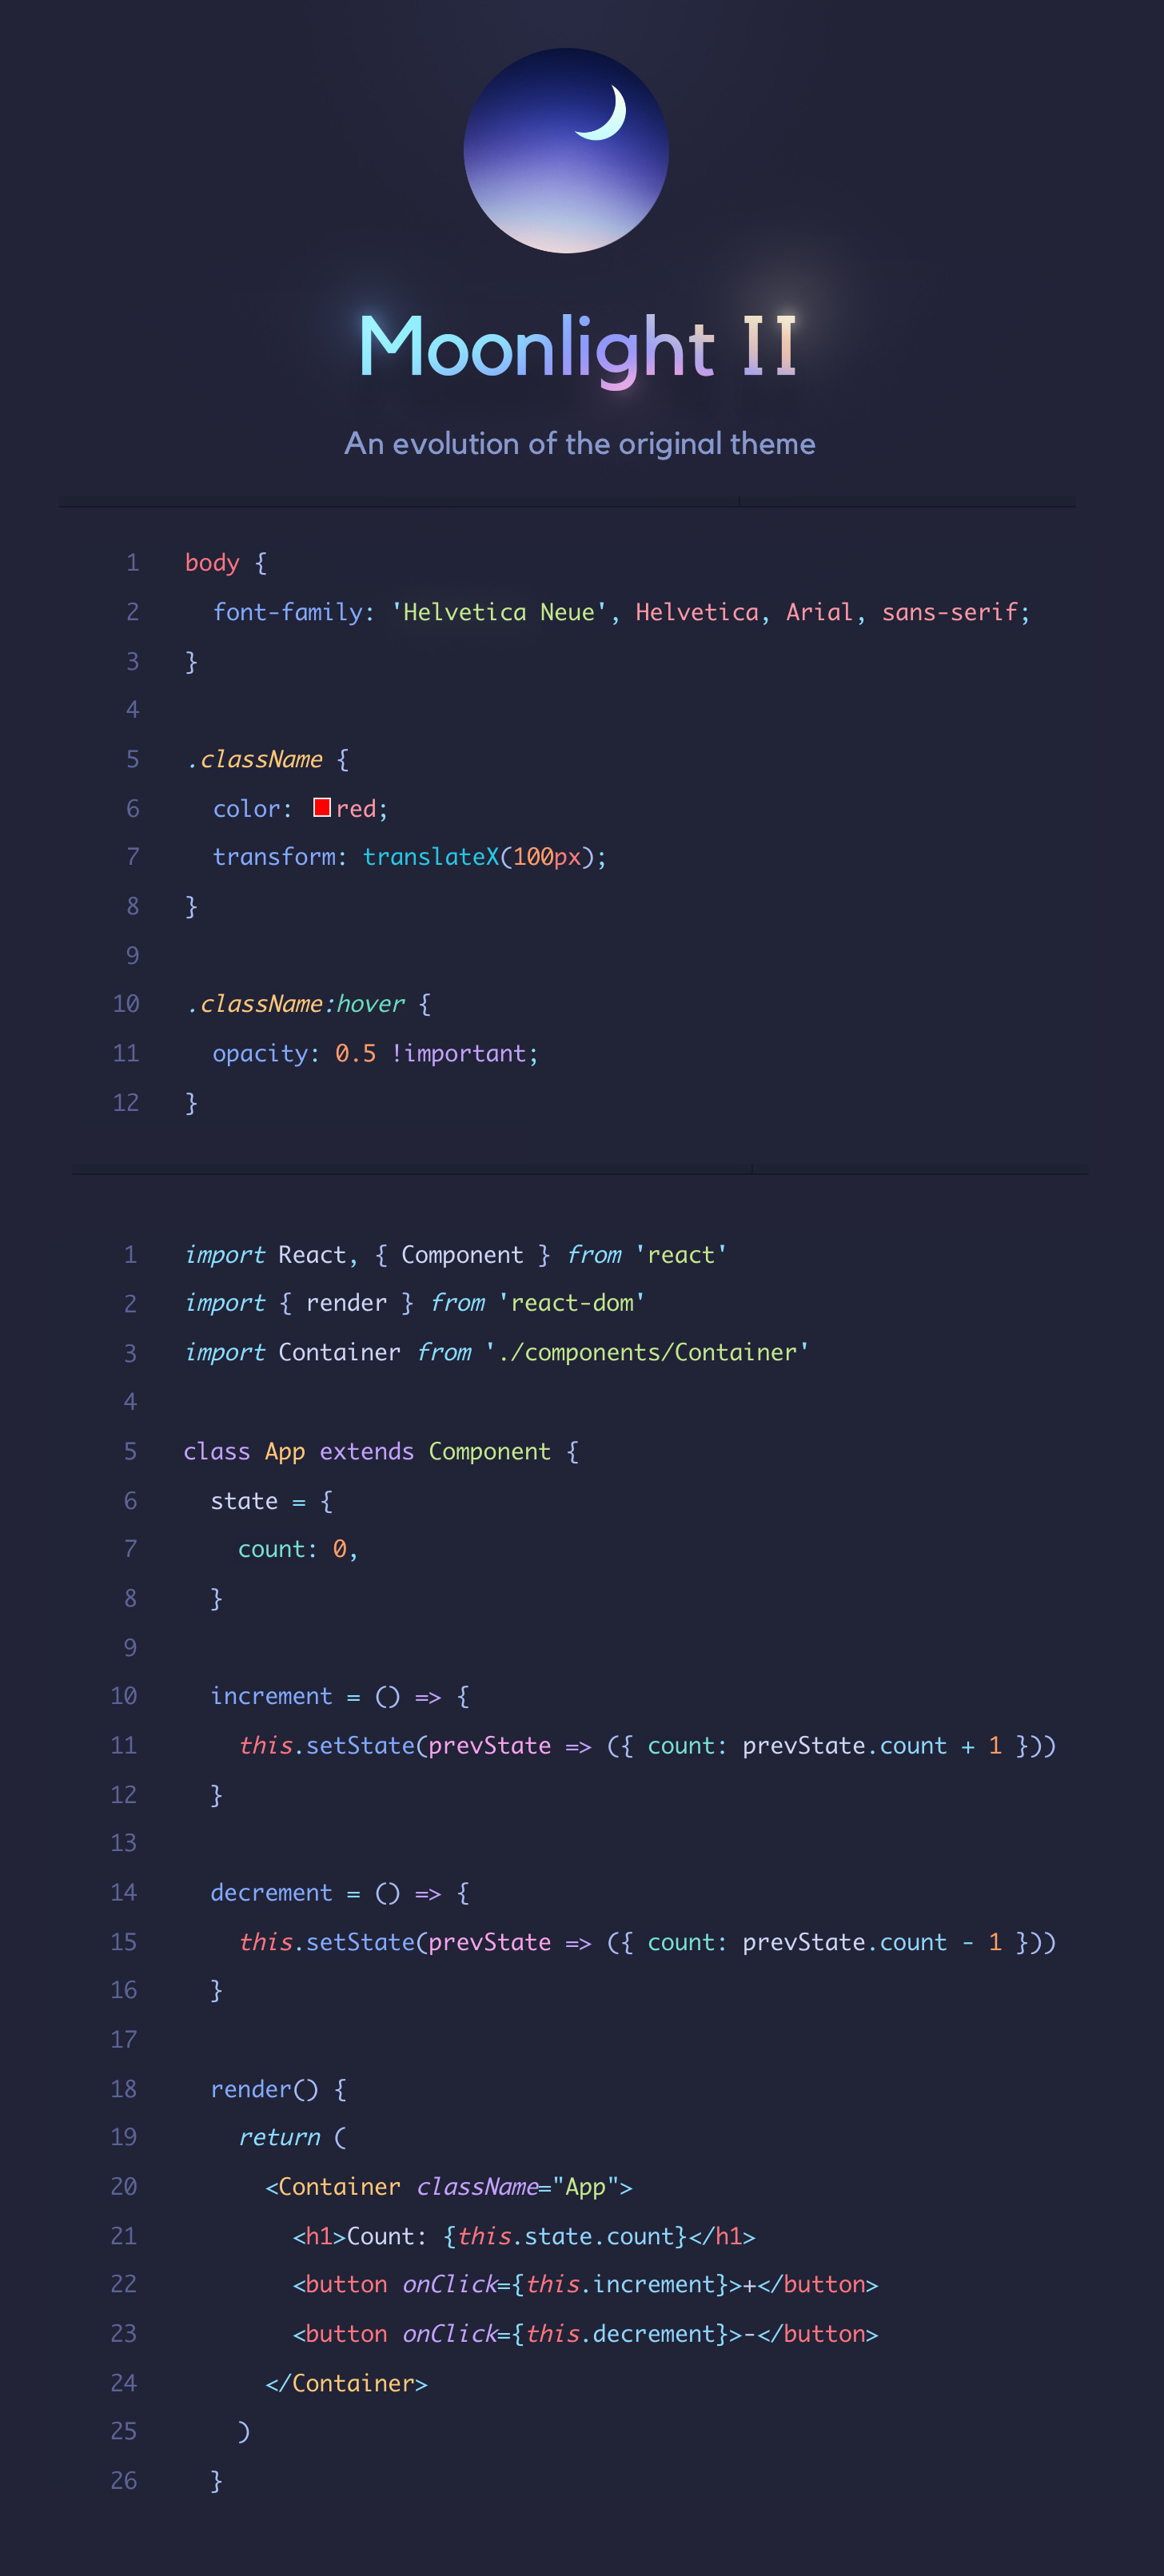 Moonlight II
An evolution of the original theme
1 body {
2   font-family: 'Helvetica Neue', Helvetica, Arial, sans-serif;
3 }
4
5 .className {
6   color: red;
7   transform: translateX(100px);
8 }
9
10 .className:hover {
11   opacity: 0.5 !important;
12 }
1 import React, { Component } from 'react'
2 import { render } from 'react-dom'
3 import Container from './components/Container'
4
5 class App extends Component {
6   state = {
7     count: 0,
8   }
9
10   increment = () => {
11     this.setState(prevState => ({ count: prevState.count + 1 }))
12   }
13
14   decrement = () => {
15     this.setState(prevState => ({ count: prevState.count - 1 }))
16   }
17
18   render() {
19     return (
20       <Container className="App">
21         <h1>Count: {this.state.count}</h1>
22         <button onClick={this.increment}>+</button>
23         <button onClick={this.decrement}>-</button>
24       </Container>
25     )
26   }